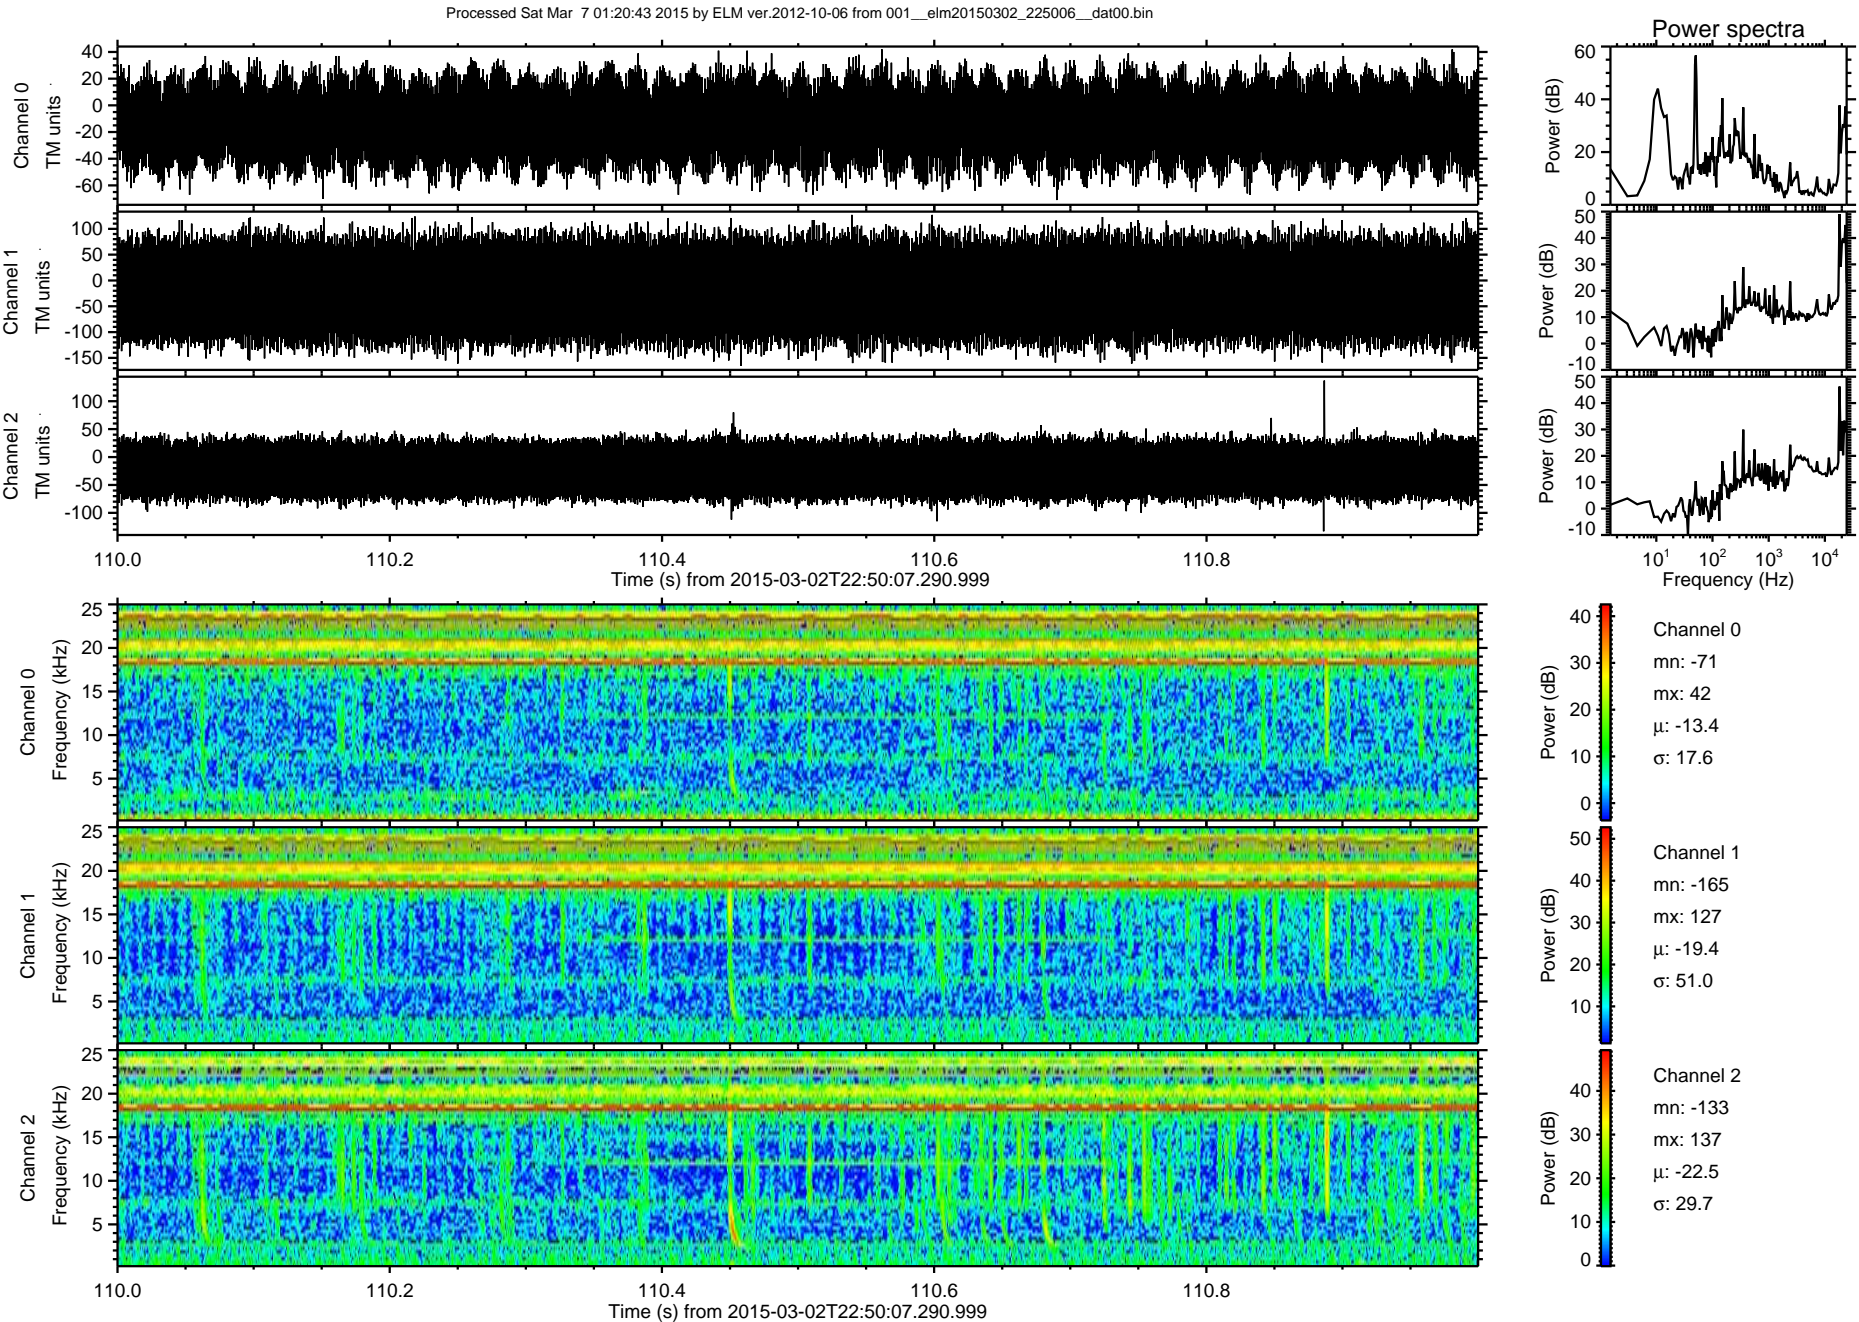 Processed Sat Mar 7 01:20:43 2015 by ELM ver.2012-10-06 from 001__elm20150302_225006__dat00.bin
Power spectra
Channel 0
TM units
40
20
0
-20
-40
-60
Power (dB)
60
40
20
0
Channel 1
TM units
100
50
0
-50
-100
-150
Power (dB)
50
40
30
20
10
0
-10
Channel 2
TM units
100
50
0
-50
-100
Power (dB)
50
40
30
20
10
0
-10
110.0 110.2 110.4 110.6 110.8
Time (s) from 2015-03-02T22:50:07.290.999
10¹ 10² 10³ 10⁴
Frequency (Hz)
Channel 0
Frequency (kHz)
25
20
15
10
5
Power (dB)
40
30
20
10
0
Channel 0
mn: -71
mx: 42
μ: -13.4
σ: 17.6
Channel 1
Frequency (kHz)
25
20
15
10
5
Power (dB)
50
40
30
20
10
Channel 1
mn: -165
mx: 127
μ: -19.4
σ: 51.0
Channel 2
Frequency (kHz)
25
20
15
10
5
Power (dB)
40
30
20
10
0
Channel 2
mn: -133
mx: 137
μ: -22.5
σ: 29.7
110.0 110.2 110.4 110.6 110.8
Time (s) from 2015-03-02T22:50:07.290.999